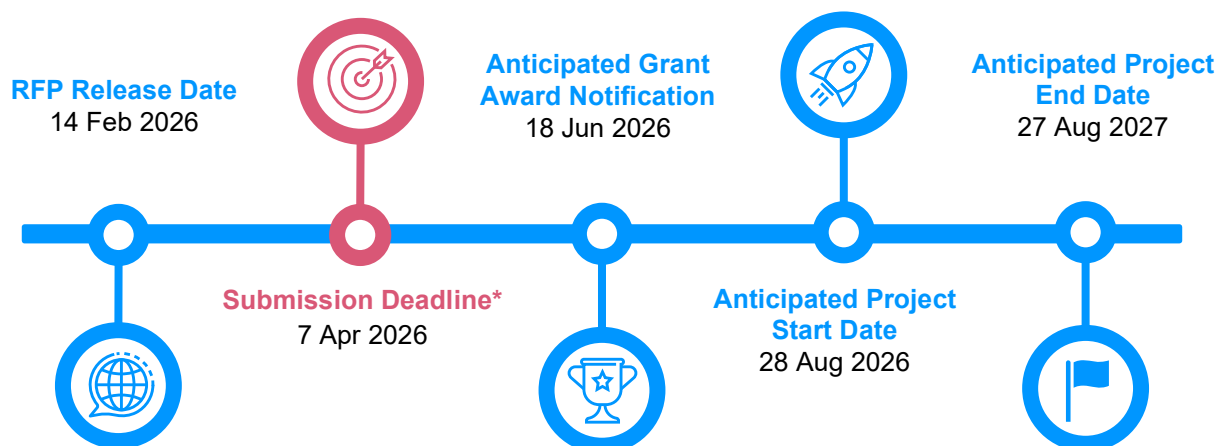 RFP Release Date
14 Feb 2026
Submission Deadline*
7 Apr 2026
Anticipated Grant
Award Notification
18 Jun 2026
Anticipated Project
Start Date
28 Aug 2026
Anticipated Project
End Date
27 Aug 2027